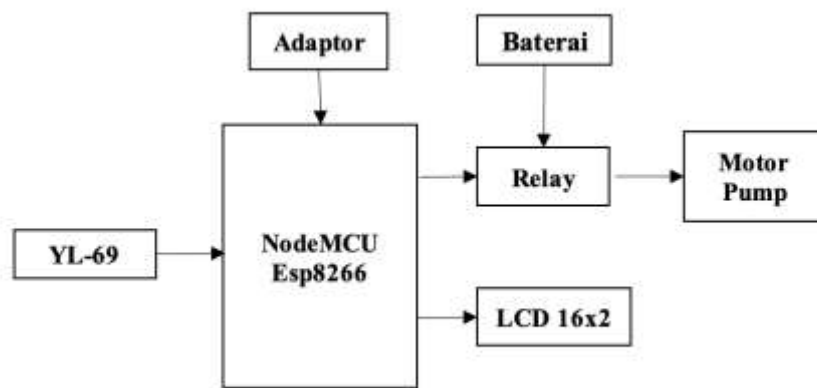 Adaptor
Baterai
Relay
Motor
Pump
NodeMCU
Esp8266
YL-69
LCD 16x2